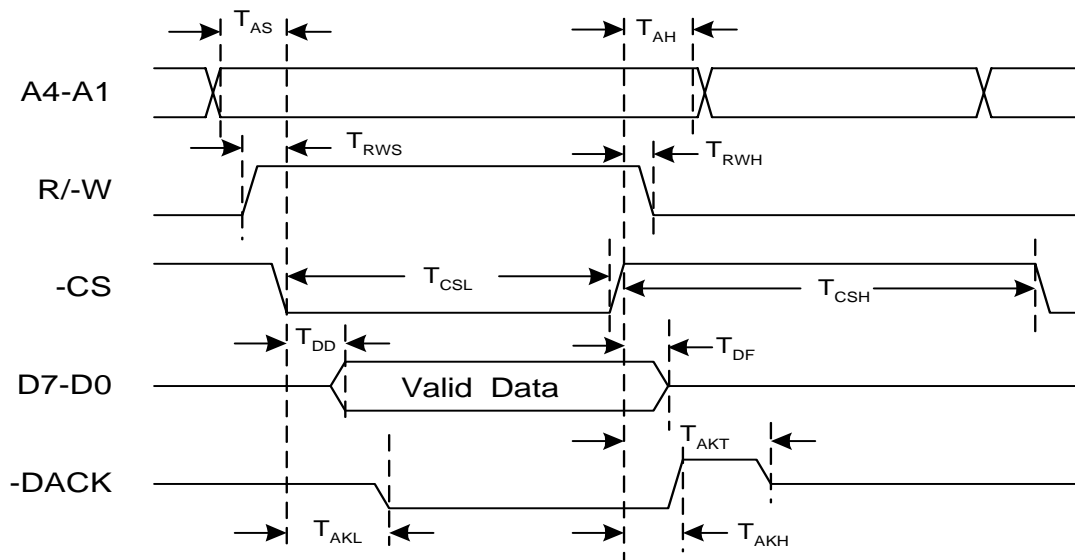 TAS
TAH
A4-A1
TRWS
TRWH
R/-W
-CS
TCSL
TCSH
TDD
TDF
D7-D0
Valid Data
TAKT
-DACK
TAKL
TAKH